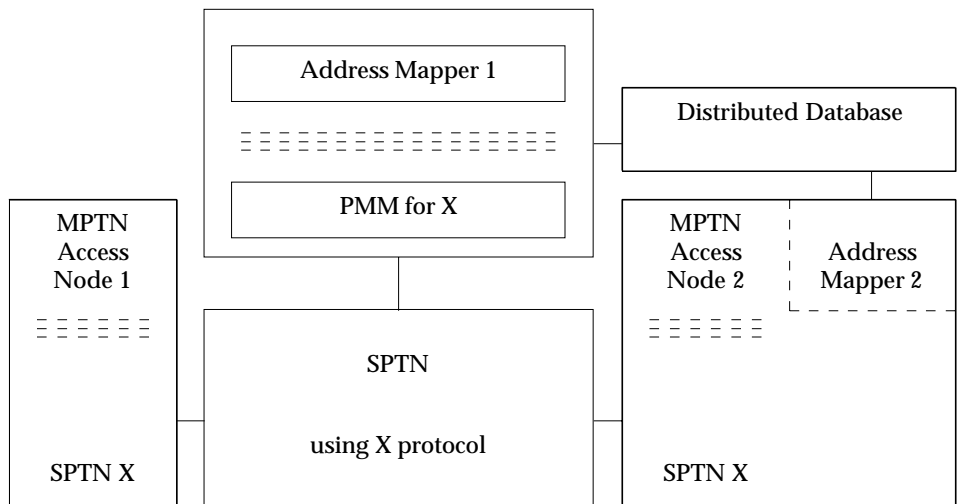 Address Mapper 1
PMM for X
Distributed Database
MPTN
Access
Node 1
SPTN X
SPTN
using X protocol
MPTN
Access
Node 2
SPTN X
Address
Mapper 2